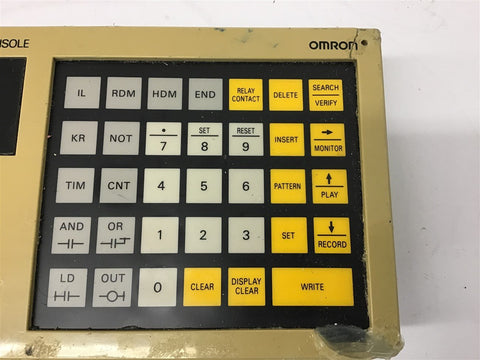 NSOLE OMRON
IL RDM HDM END RELAY CONTACT DELETE SEARCH VERIFY
KR NOT • 7 SET 8 RESET 9 INSERT → MONITOR
TIM CNT 4 5 6 PATTERN ↑ PLAY
AND OR 1 2 3 SET ↓ RECORD
LD OUT 0 CLEAR DISPLAY CLEAR WRITE